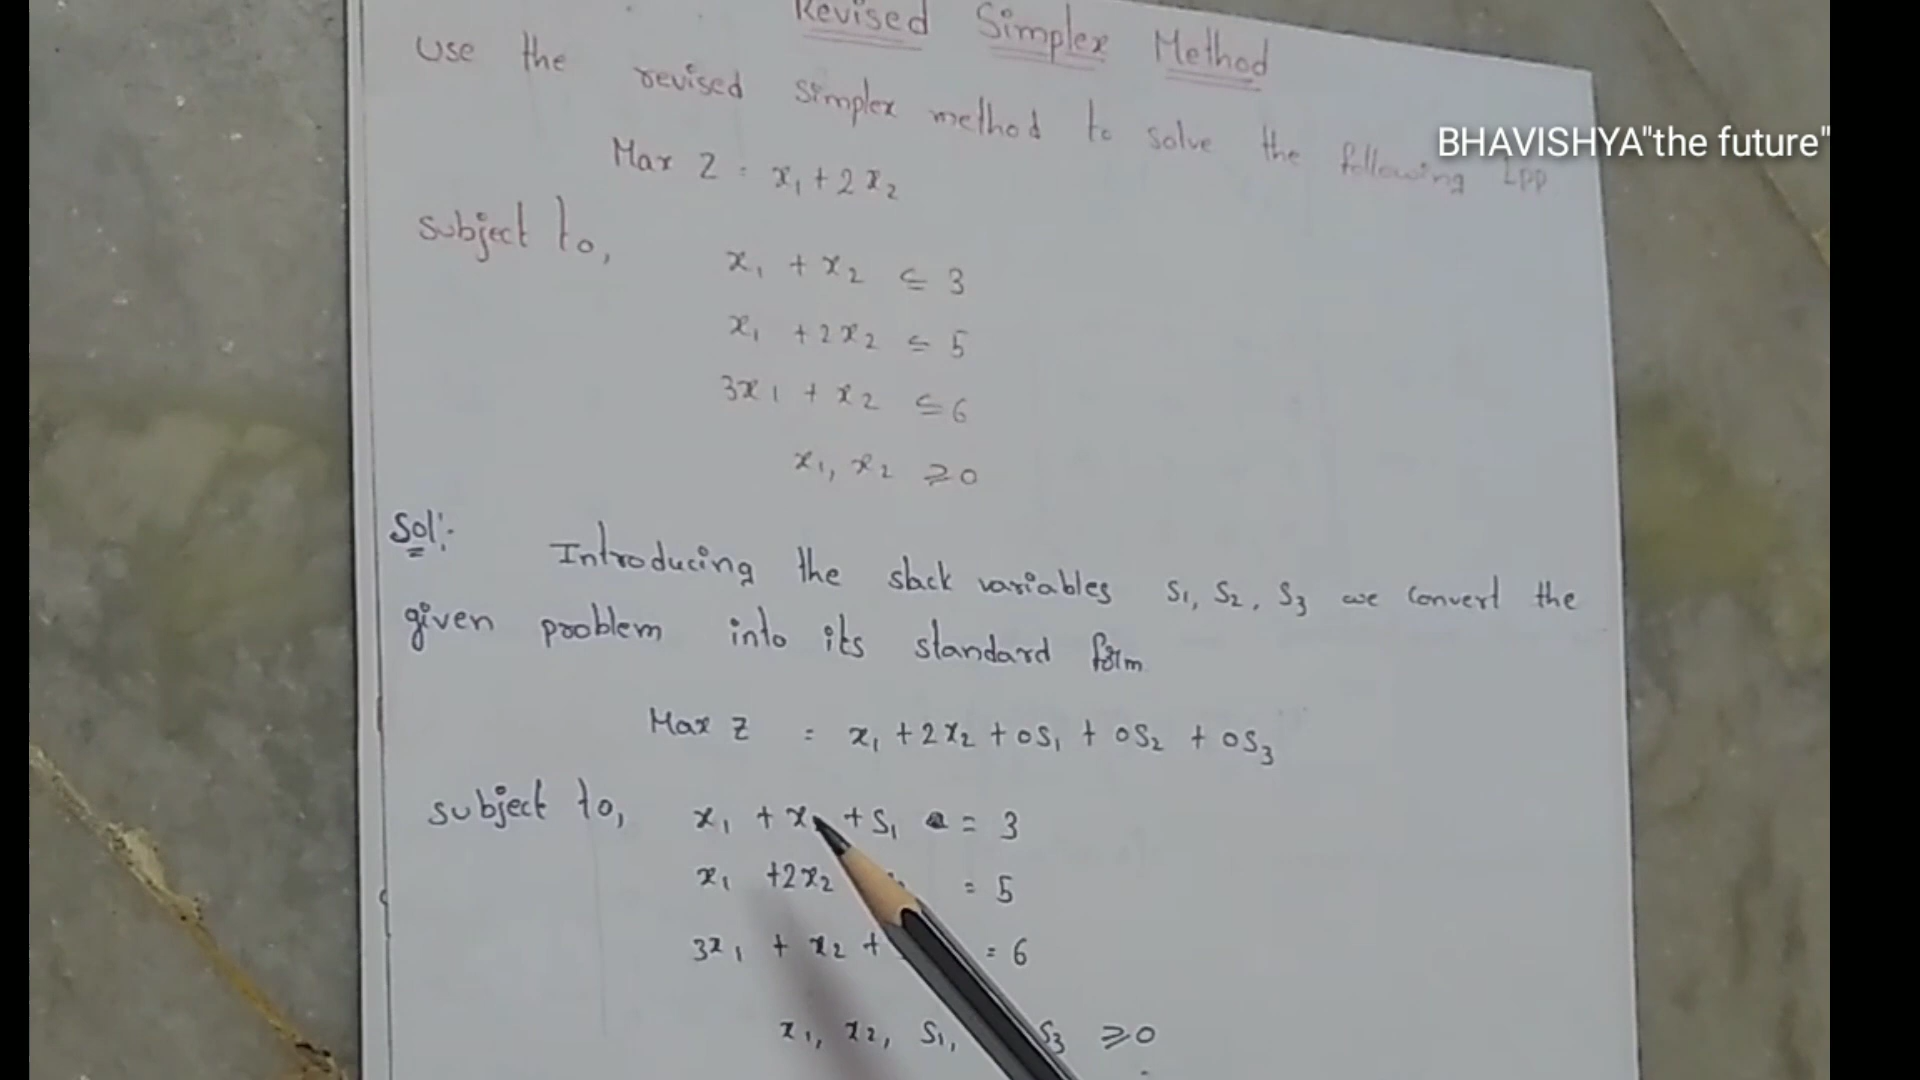 Revised Simplex Method
Use the revised simplex method to solve the following Lpp
BHAVISHYA"the future"
Max Z = x₁ + 2x₂
Subject to,
x₁ + x₂ ≤ 3
x₁ + 2x₂ ≤ 5
3x₁ + x₂ ≤ 6
x₁, x₂ ≥ 0
Sol:-
Introducing the slack variables S₁, S₂, S₃ we convert the
given problem into its standard form
Max Z = x₁ + 2x₂ + 0S₁ + 0S₂ + 0S₃
Subject to,
x₁ + x + S₁ = 3
x₁ + 2x₂ = 5
3x₁ + x₂ + = 6
x₁, x₂, S₁, S₃ ≥ 0